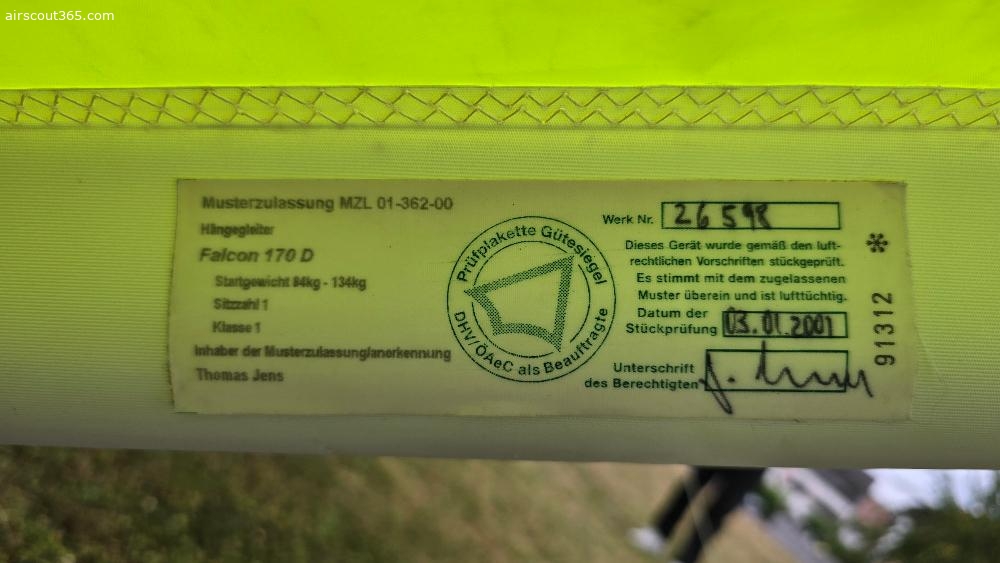 airscout365.com
Musterzulassung MZL 01-362-00
Hängegleiter
Falcon 170 D
Startgewicht 84kg - 134kg
Sitzzahl 1
Klasse 1
Inhaber der Musterzulassung/anerkennung
Thomas Jens
Prüfplakette Gütesiegel
DHV/ÖAeC als Beauftragte
Werk Nr. 26598
Dieses Gerät wurde gemäß den luft-
rechtlichen Vorschriften stückgeprüft.
Es stimmt mit dem zugelassenen
Muster überein und ist lufttüchtig.
Datum der
Stückprüfung 03.01.2001
Unterschrift
des Berechtigten
91312 *